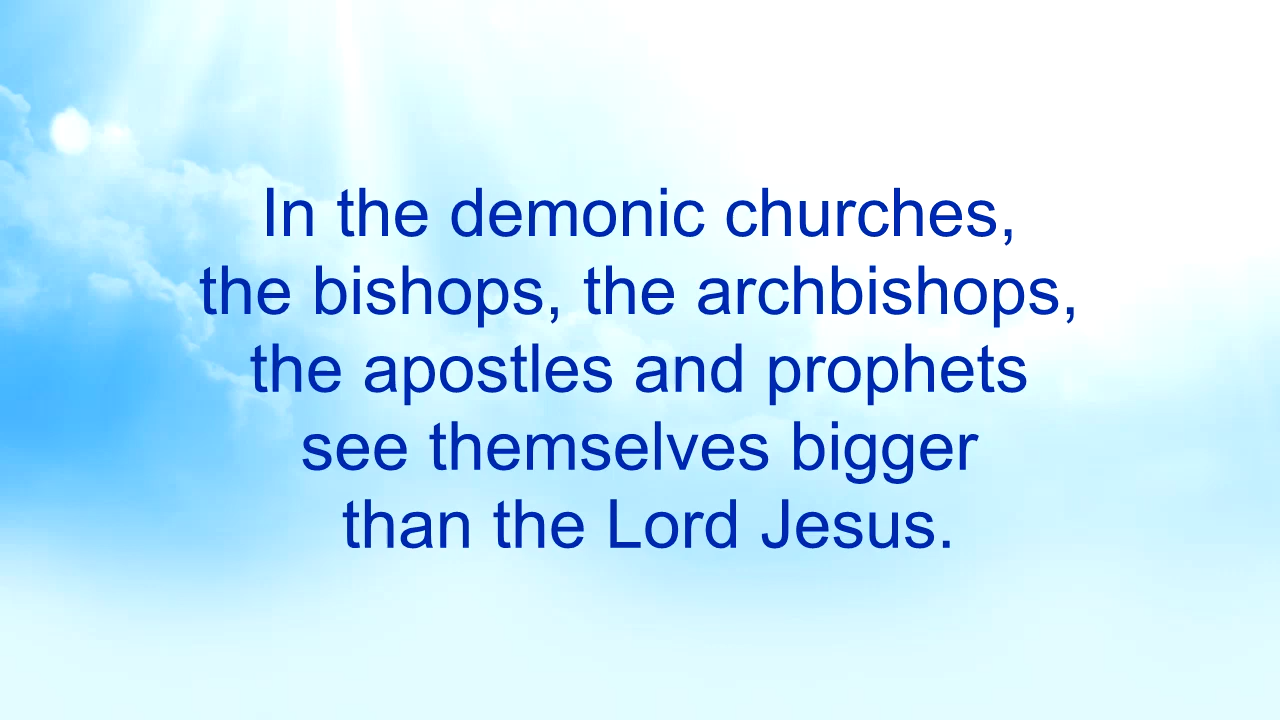 In the demonic churches,
the bishops, the archbishops,
the apostles and prophets
see themselves bigger
than the Lord Jesus.